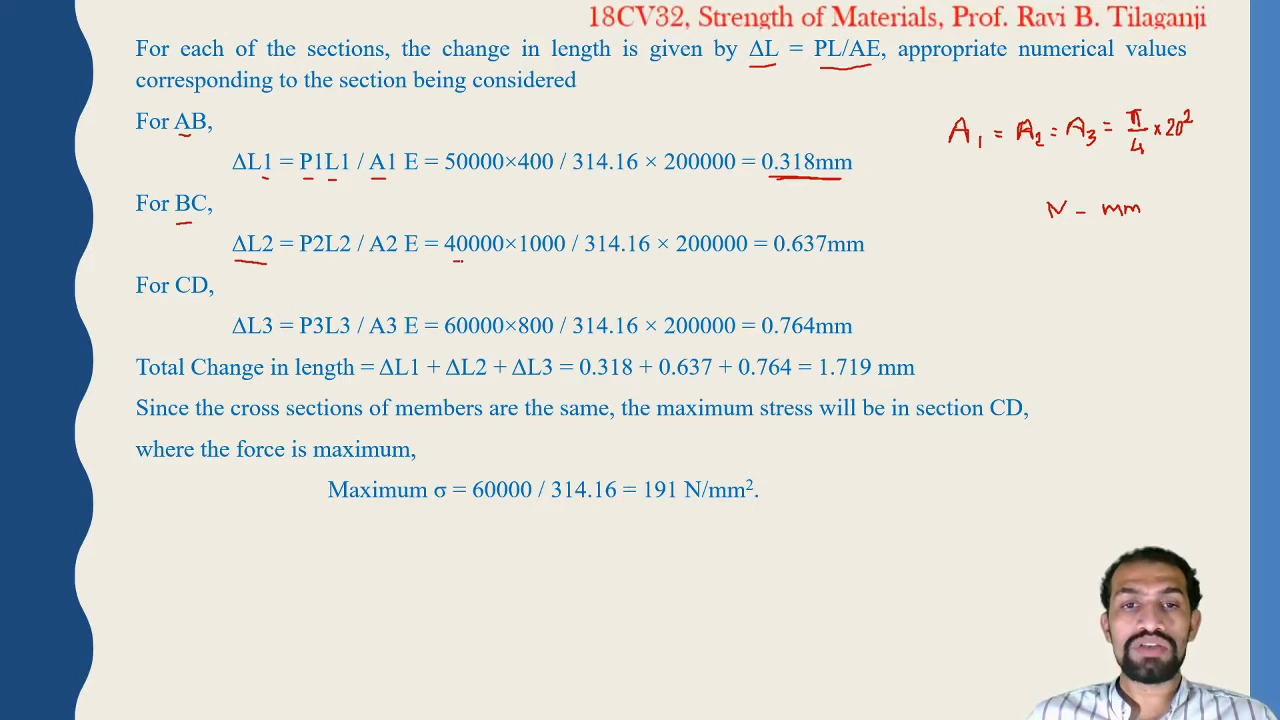 18CV32, Strength of Materials, Prof. Ravi B. Tilaganji
For each of the sections, the change in length is given by ΔL = PL/AE, appropriate numerical values
corresponding to the section being considered
For AB,
A₁ = A₂ = A₃ = π/4 × 20²
ΔL1 = P1L1 / A1 E = 50000×400 / 314.16 × 200000 = 0.318mm
For BC,
N - mm
ΔL2 = P2L2 / A2 E = 40000×1000 / 314.16 × 200000 = 0.637mm
For CD,
ΔL3 = P3L3 / A3 E = 60000×800 / 314.16 × 200000 = 0.764mm
Total Change in length = ΔL1 + ΔL2 + ΔL3 = 0.318 + 0.637 + 0.764 = 1.719 mm
Since the cross sections of members are the same, the maximum stress will be in section CD,
where the force is maximum,
Maximum σ = 60000 / 314.16 = 191 N/mm².